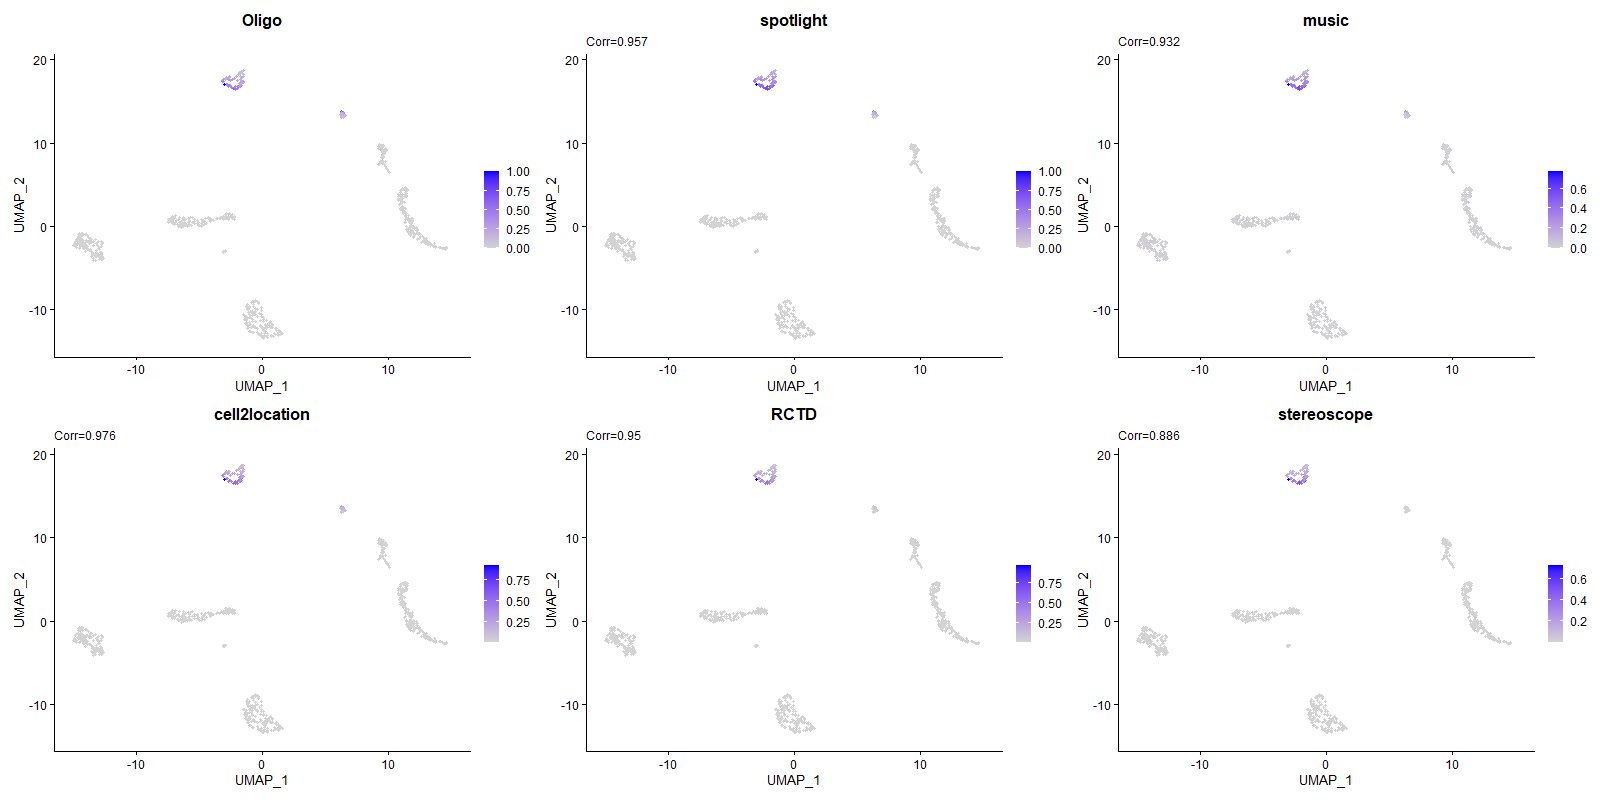 Oligo
20
10
0
-10
-10
0
10
UMAP_1
UMAP_2
1.00
0.75
0.50
0.25
0.00
spotlight
Corr=0.957
20
10
0
-10
-10
0
10
UMAP_1
UMAP_2
1.00
0.75
0.50
0.25
0.00
music
Corr=0.932
20
10
0
-10
-10
0
10
UMAP_1
UMAP_2
0.6
0.4
0.2
0.0
cell2location
Corr=0.976
20
10
0
-10
-10
0
10
UMAP_1
UMAP_2
0.75
0.50
0.25
RCTD
Corr=0.95
20
10
0
-10
-10
0
10
UMAP_1
UMAP_2
0.75
0.50
0.25
stereoscope
Corr=0.886
20
10
0
-10
-10
0
10
UMAP_1
UMAP_2
0.6
0.4
0.2